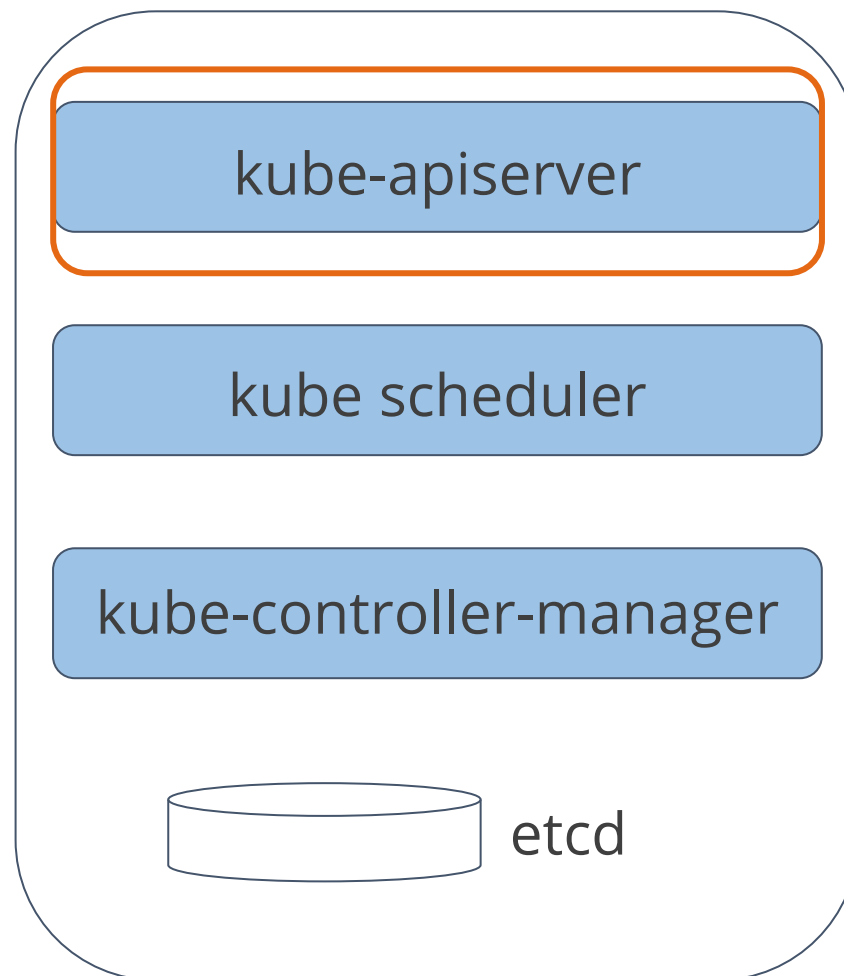 kube-apiserver
kube scheduler
kube-controller-manager
etcd